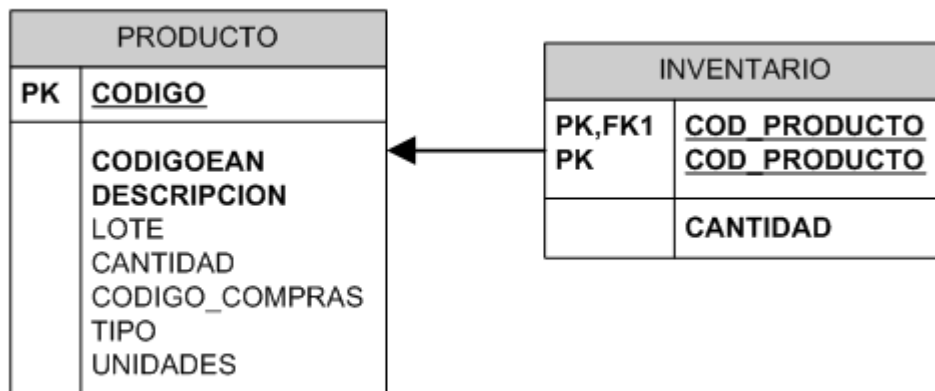 PRODUCTO
PK CODIGO
CODIGOEAN
DESCRIPCION
LOTE
CANTIDAD
CODIGO_COMPRAS
TIPO
UNIDADES
INVENTARIO
PK,FK1 COD_PRODUCTO
PK COD_PRODUCTO
CANTIDAD